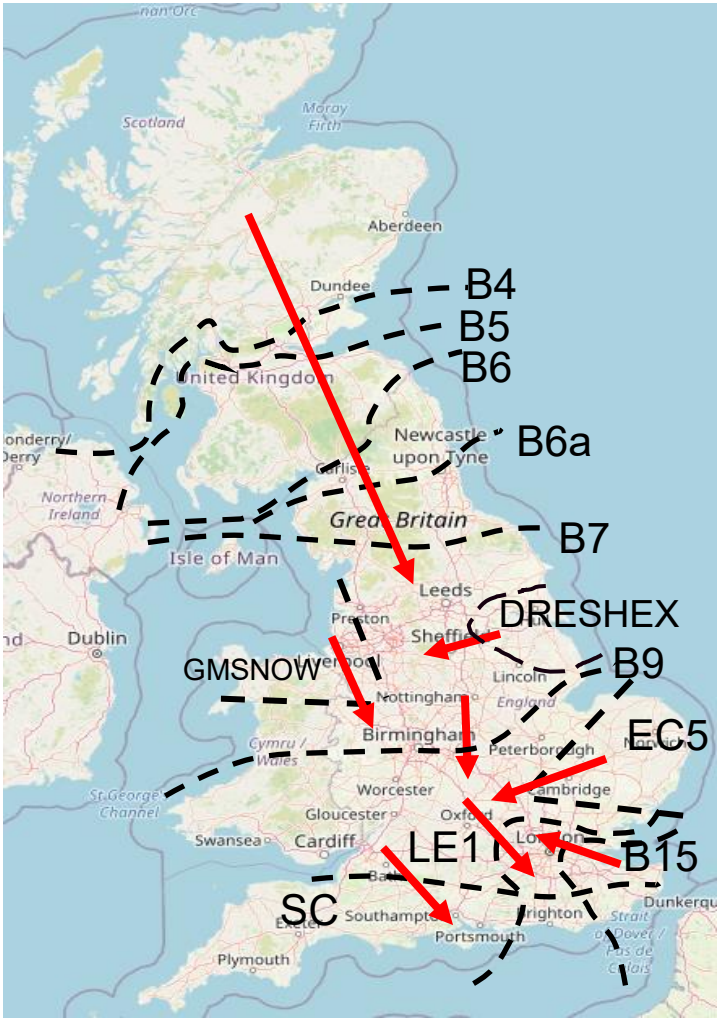 nan Orc
Moray
Firth
Scotland
Aberdeen
Dundee
B4
B5
United Kingdom
B6
onderry/
Derry
Newcastle
upon Tyne
B6a
Carlisle
Northern
Ireland
Great Britain
B7
Isle of Man
Leeds
Preston
DRESHEX
Dublin
Sheffield
nd
GMSNOW
Liverpool
B9
Lincoln
Nottingham
England
EC5
Birmingham
Cymru /
Wales
Peterborough
Norwich
St George's
Channel
Worcester
Cambridge
Gloucester
Oxford
Swansea
Cardiff
LE1
London
B15
SC
Southampton
Dunkerqu
Exeter
Brighton
Strait
of Dover /
Pas de
Calais
Portsmouth
Plymouth